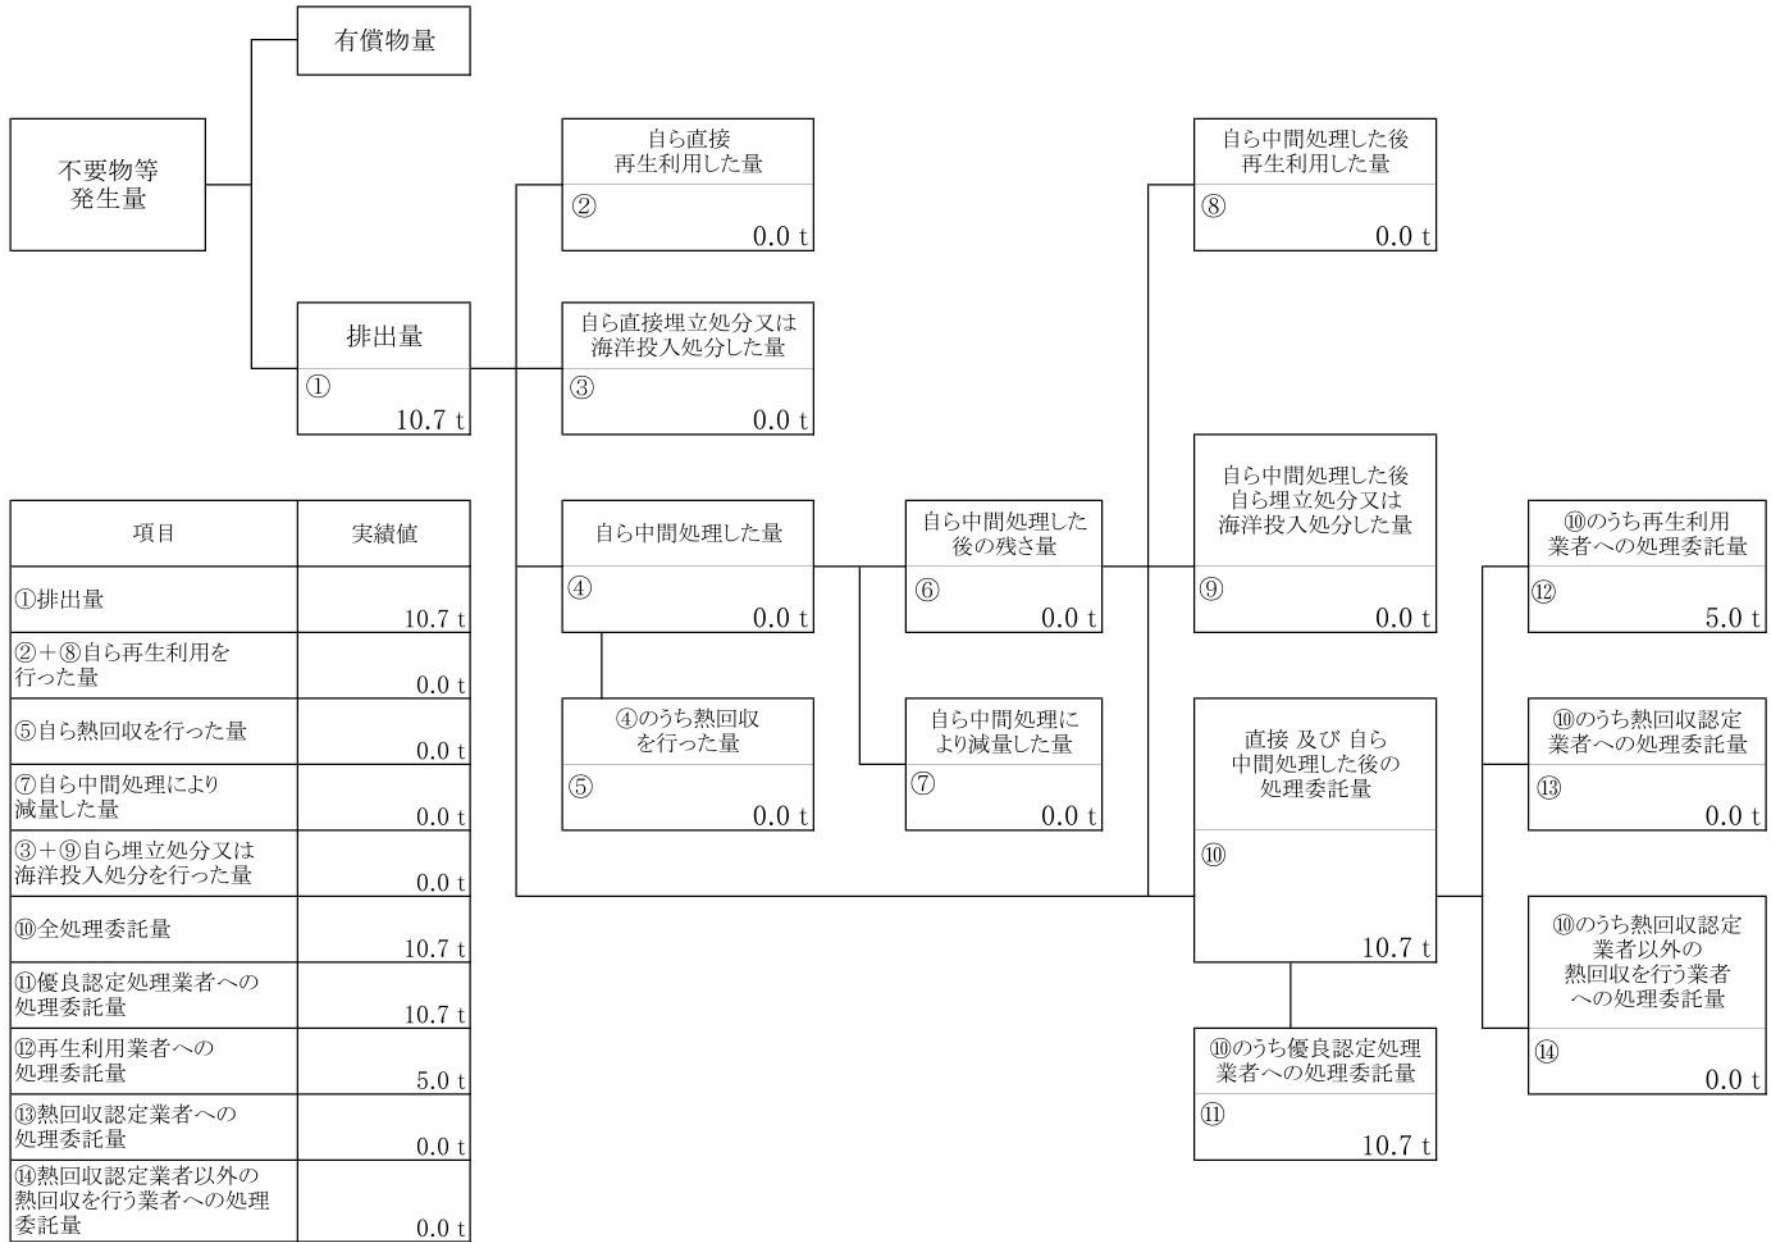 有償物量
不要物等
発生量
排出量
①
10.7 t
自ら直接
再生利用した量
②
0.0 t
自ら直接埋立処分又は
海洋投入処分した量
③
0.0 t
自ら中間処理した量
④
0.0 t
④のうち熱回収
を行った量
⑤
0.0 t
自ら中間処理した
後の残さ量
⑥
0.0 t
自ら中間処理に
より減量した量
⑦
0.0 t
自ら中間処理した後
再生利用した量
⑧
0.0 t
自ら中間処理した後
自ら埋立処分又は
海洋投入処分した量
⑨
0.0 t
直接 及び 自ら
中間処理した後の
処理委託量
⑩
10.7 t
⑩のうち優良認定処理
業者への処理委託量
⑪
10.7 t
⑩のうち再生利用
業者への処理委託量
⑫
5.0 t
⑩のうち熱回収認定
業者への処理委託量
⑬
0.0 t
⑩のうち熱回収認定
業者以外の
熱回収を行う業者
への処理委託量
⑭
0.0 t
項目 実績値
①排出量
10.7 t
②＋⑧自ら再生利用を
行った量
0.0 t
⑤自ら熱回収を行った量
0.0 t
⑦自ら中間処理により
減量した量
0.0 t
③＋⑨自ら埋立処分又は
海洋投入処分を行った量
0.0 t
⑩全処理委託量
10.7 t
⑪優良認定処理業者への
処理委託量
10.7 t
⑫再生利用業者への
処理委託量
5.0 t
⑬熱回収認定業者への
処理委託量
0.0 t
⑭熱回収認定業者以外の
熱回収を行う業者への処理
委託量
0.0 t